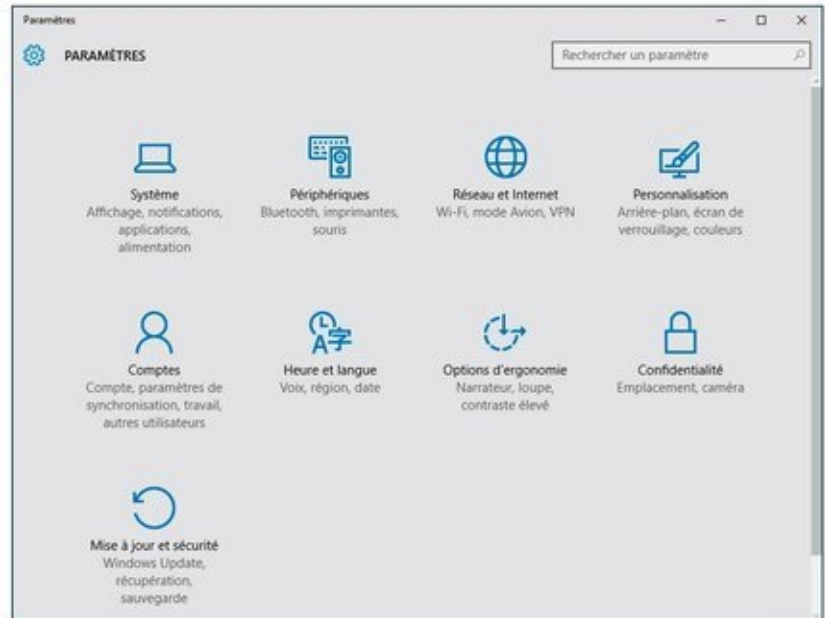 Paramètres
PARAMÈTRES
Rechercher un paramètre
Système
Affichage, notifications,
applications,
alimentation
Périphériques
Bluetooth, imprimantes,
souris
Réseau et Internet
Wi-Fi, mode Avion, VPN
Personnalisation
Arrière-plan, écran de
verrouillage, couleurs
Comptes
Compte, paramètres de
synchronisation, travail,
autres utilisateurs
Heure et langue
Voix, région, date
Options d'ergonomie
Narrateur, loupe,
contraste élevé
Confidentialité
Emplacement, caméra
Mise à jour et sécurité
Windows Update,
récupération,
sauvegarde